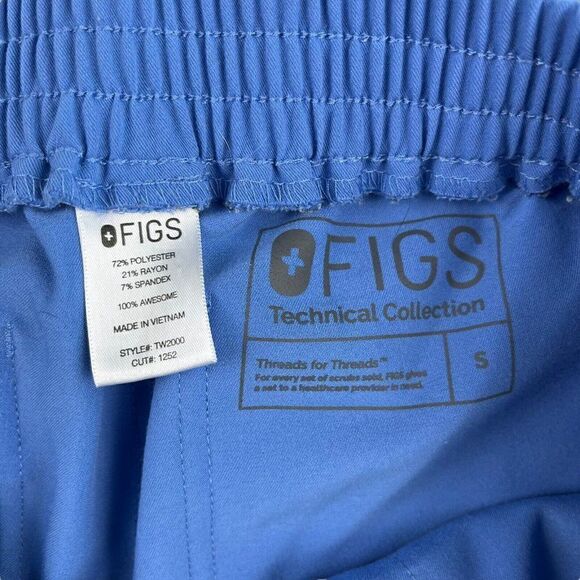 FIGS
72% POLYESTER
21% RAYON
7% SPANDEX
100% AWESOME
MADE IN VIETNAM
STYLE#: TW2000
CUT#: 1252
FIGS
Technical Collection
Threads for Threads™
For every set of scrubs sold, FIGS gives
a set to a healthcare provider in need.
S